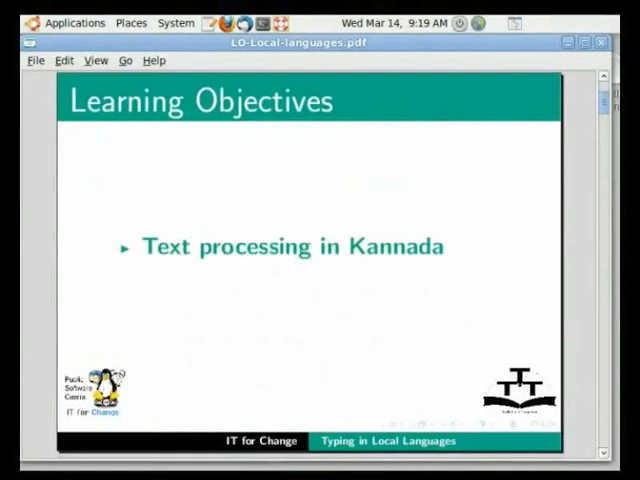 Applications Places System Wed Mar 14, 9:19 AM
LO-Local-languages.pdf
File Edit View Go Help
Learning Objectives
Text processing in Kannada
Public
Software
Centre
IT for Change
TTT
IT for Change Typing in Local Languages